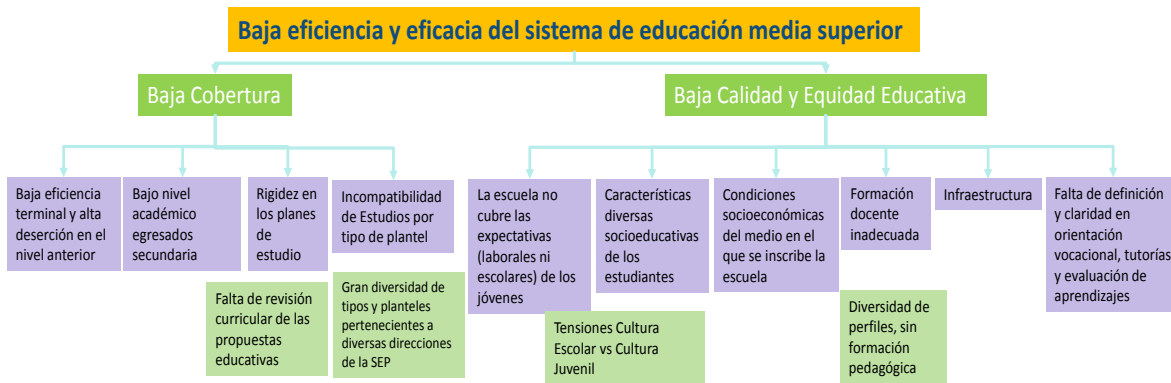 Baja eficiencia y eficacia del sistema de educación media superior
Baja Cobertura
Baja Calidad y Equidad Educativa
Baja eficiencia
terminal y alta
deserción en el
nivel anterior
Bajo nivel
académico
egresados
secundaria
Rigidez en
los planes
de
estudio
Incompatibilidad
de Estudios por
tipo de plantel
La escuela no
cubre las
expectativas
(laborales ni
escolares) de los
jóvenes
Características
diversas
socioeducativas
de los
estudiantes
Condiciones
socioeconómicas
del medio en el
que se inscribe la
escuela
Formación
docente
inadecuada
Infraestructura
Falta de definición
y claridad en
orientación
vocacional, tutorías
y evaluación de
aprendizajes
Falta de revisión
curricular de las
propuestas
educativas
Gran diversidad de
tipos y planteles
pertenecientes a
diversas direcciones
de la SEP
Tensiones Cultura
Escolar vs Cultura
Juvenil
Diversidad de
perfiles, sin
formación
pedagógica